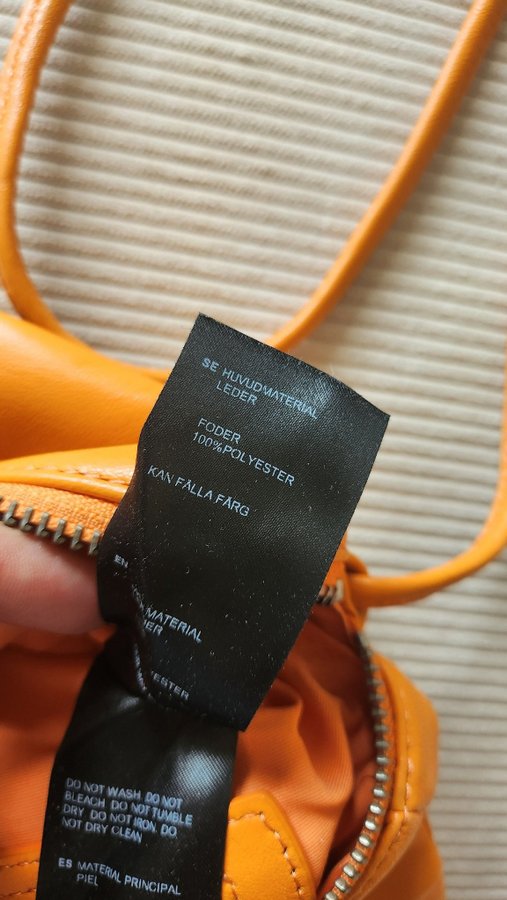 SE HUVUDMATERIAL
LEDER
FODER
100%POLYESTER
KAN FÄLLA FÄRG
EN
MATERIAL
DO NOT WASH DO NOT
BLEACH DO NOT TUMBLE
DRY DO NOT IRON. DO
NOT DRY CLEAN
ES MATERIAL PRINCIPAL
PIEL